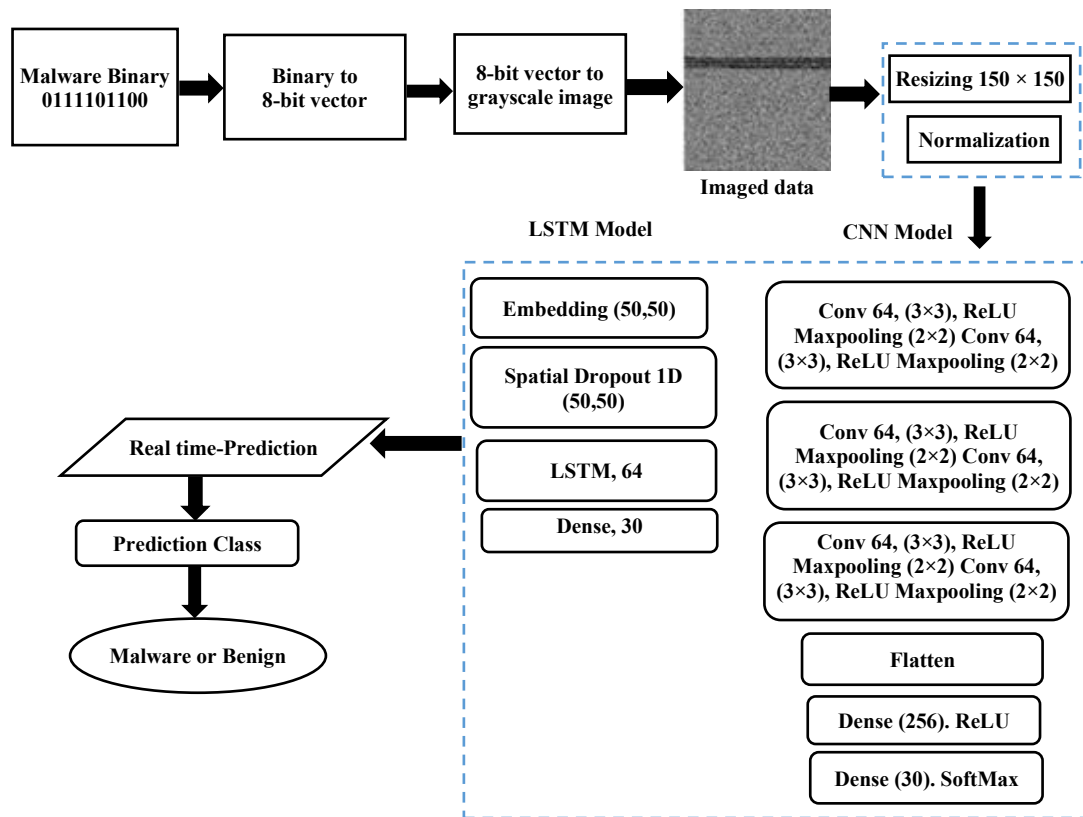 Malware Binary
0111101100
Binary to
8-bit vector
8-bit vector to
grayscale image
Imaged data
Resizing 150 × 150
Normalization
LSTM Model
CNN Model
Embedding (50,50)
Spatial Dropout 1D
(50,50)
LSTM, 64
Dense, 30
Conv 64, (3×3), ReLU
Maxpooling (2×2) Conv 64,
(3×3), ReLU Maxpooling (2×2)
Conv 64, (3×3), ReLU
Maxpooling (2×2) Conv 64,
(3×3), ReLU Maxpooling (2×2)
Conv 64, (3×3), ReLU
Maxpooling (2×2) Conv 64,
(3×3), ReLU Maxpooling (2×2)
Flatten
Dense (256). ReLU
Dense (30). SoftMax
Real time-Prediction
Prediction Class
Malware or Benign